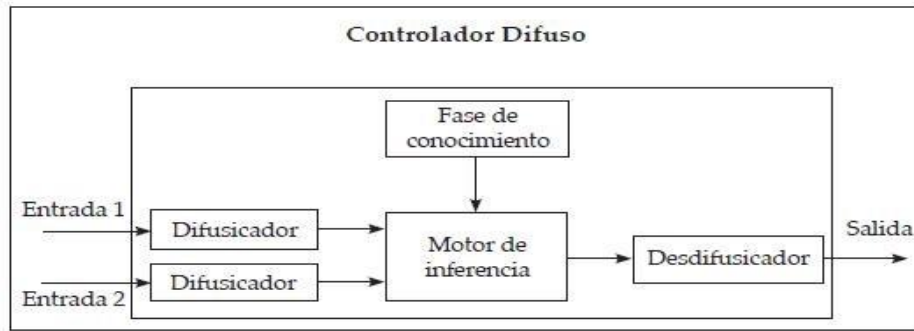 Controlador Difuso
Fase de
conocimiento
Entrada 1
Difusicador
Motor de
inferencia
Desdifusicador
Salida
Entrada 2
Difusicador